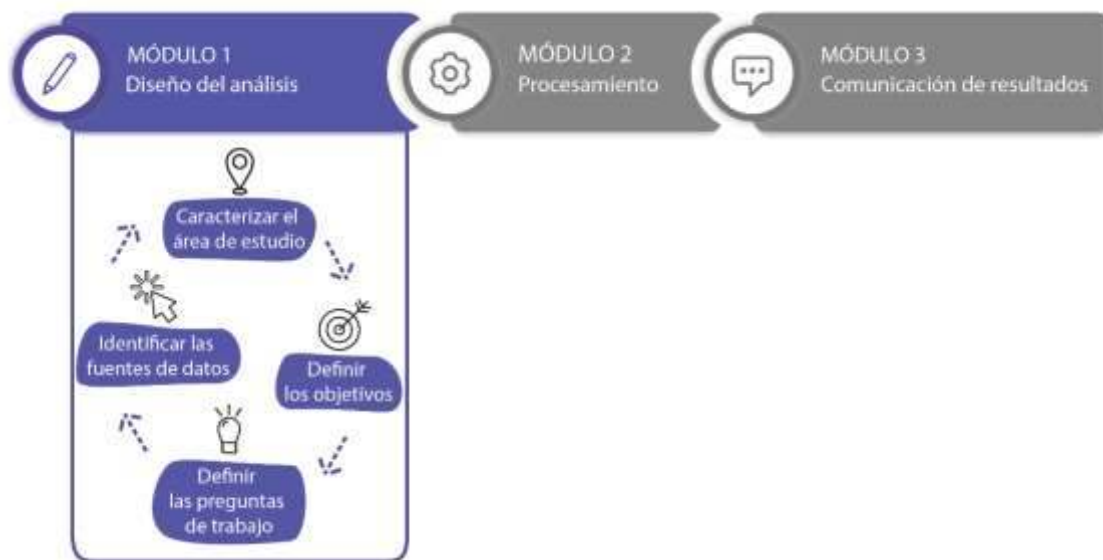 MÓDULO 1
Diseño del análisis
MÓDULO 2
Procesamiento
MÓDULO 3
Comunicación de resultados
Caracterizar el
área de estudio
Definir
los objetivos
Definir
las preguntas
de trabajo
Identificar las
fuentes de datos